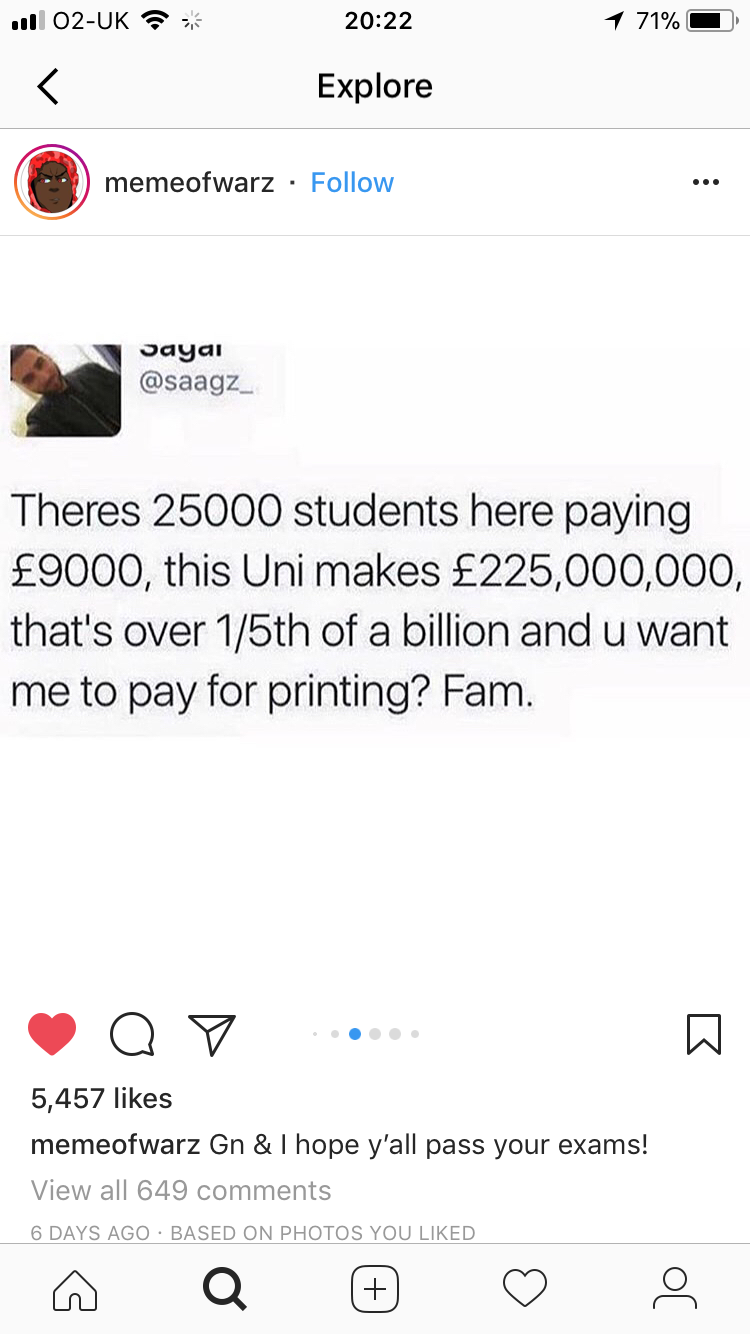 O2-UK 20:22 71%
Explore
memeofwarz · Follow
Sagar
@saagz_
Theres 25000 students here paying
£9000, this Uni makes £225,000,000,
that's over 1/5th of a billion and u want
me to pay for printing? Fam.
5,457 likes
memeofwarz Gn & I hope y’all pass your exams!
View all 649 comments
6 DAYS AGO · BASED ON PHOTOS YOU LIKED